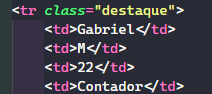 <tr class="destaque">
<td>Gabriel</td>
<td>M</td>
<td>22</td>
<td>Contador</td>